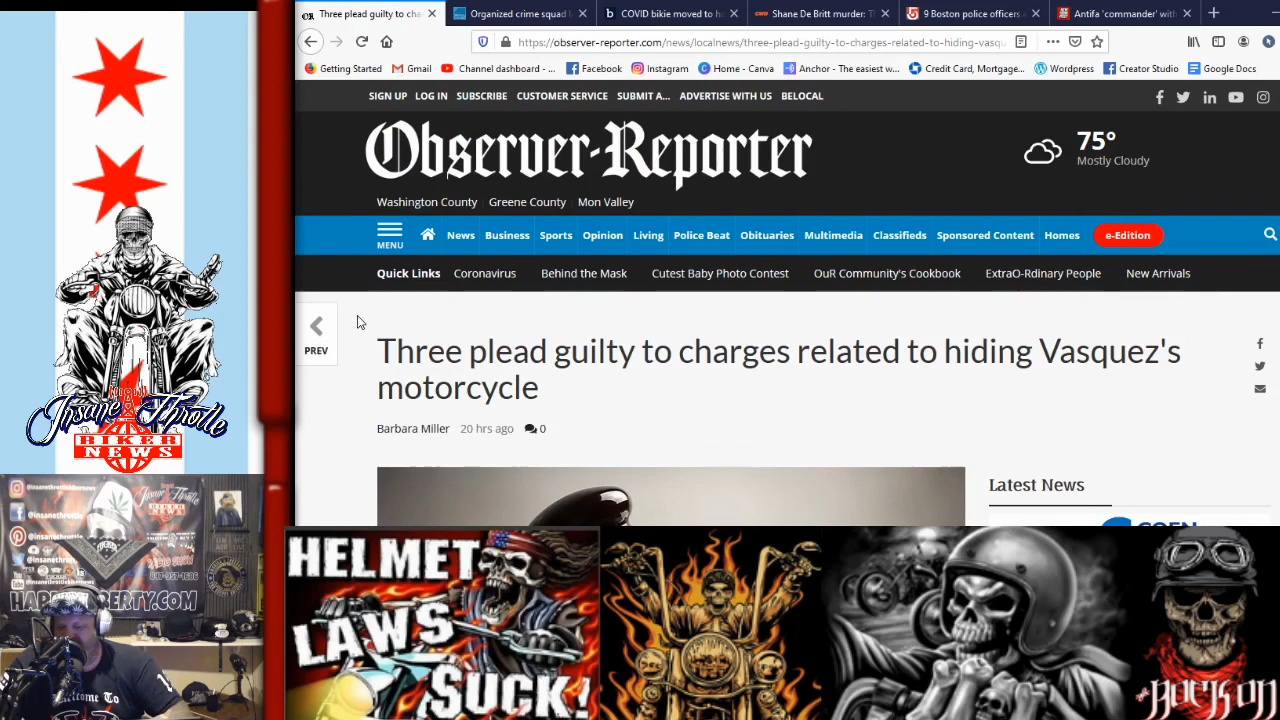 Three plead guilty to cha
Organized crime squad l
COVID bikie moved to h
Shane De Britt murder: T
9 Boston police officers a
Antifa 'commander' with
https://observer-reporter.com/news/localnews/three-plead-guilty-to-charges-related-to-hiding-vasqu
Getting Started
Gmail
Channel dashboard - ...
Facebook
Instagram
Home - Canva
Anchor - The easiest w...
Credit Card, Mortgage...
Wordpress
Creator Studio
Google Docs
SIGN UP LOG IN SUBSCRIBE CUSTOMER SERVICE SUBMIT A... ADVERTISE WITH US BELOCAL
Observer-Reporter
75°
Mostly Cloudy
Washington County Greene County Mon Valley
MENU
News Business Sports Opinion Living Police Beat Obituaries Multimedia Classifieds Sponsored Content Homes e-Edition
Quick Links Coronavirus Behind the Mask Cutest Baby Photo Contest OuR Community's Cookbook ExtraO-Rdinary People New Arrivals
PREV
Three plead guilty to charges related to hiding Vasquez's
motorcycle
Barbara Miller 20 hrs ago 0
Latest News
Insane Throttle
BIKER
NEWS
@insanethrottlebikernews
@insanethrottle
HELMET
LAWS
SUCK!
ROCK ON